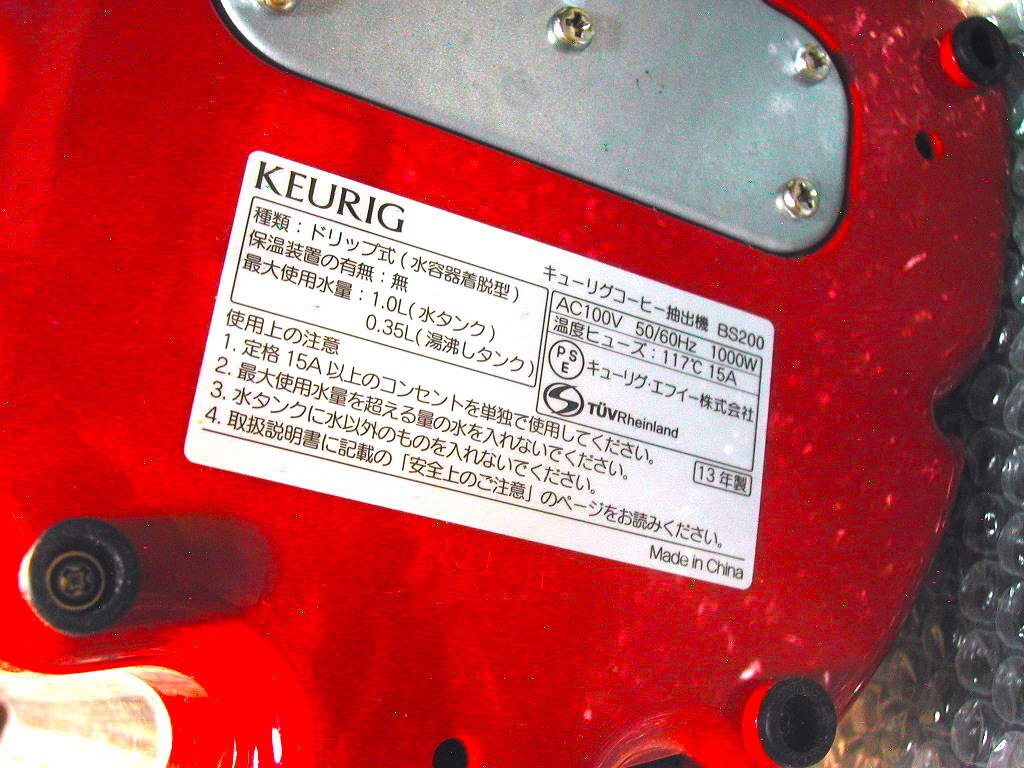 KEURIG
種類：ドリップ式（水容器着脱型）
保温装置の有無：無
最大使用水量：1.0L（水タンク）
0.35L（湯沸しタンク）
キューリグコーヒー抽出機 BS200
AC100V 50/60Hz 1000W
温度ヒューズ：117℃ 15A
PSE キューリグ・エフイー株式会社
TÜVRheinland
使用上の注意
1. 定格 15A 以上のコンセントを単独で使用してください。
2. 最大使用水量を超える量の水を入れないでください。
3. 水タンクに水以外のものを入れないでください。
4. 取扱説明書に記載の「安全上のご注意」のページをお読みください。
13年製
Made in China